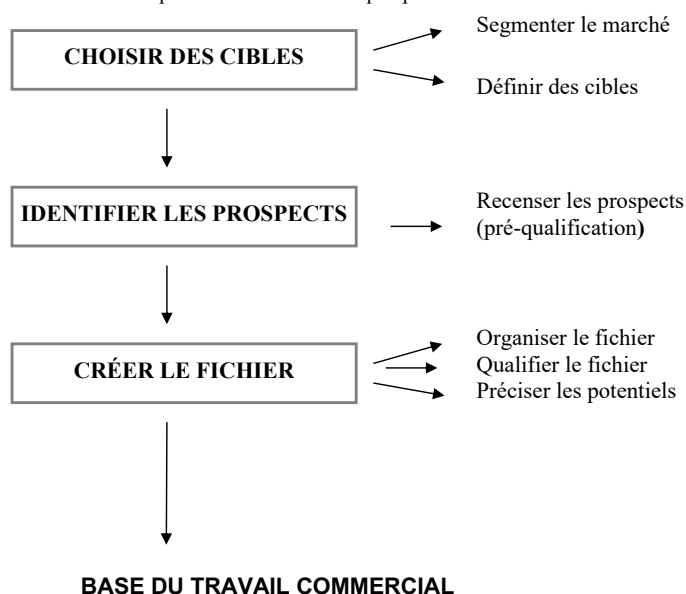 CHOISIR DES CIBLES
Segmenter le marché
Définir des cibles
IDENTIFIER LES PROSPECTS
Recenser les prospects
(pré-qualification)
CRÉER LE FICHIER
Organiser le fichier
Qualifier le fichier
Préciser les potentiels
BASE DU TRAVAIL COMMERCIAL